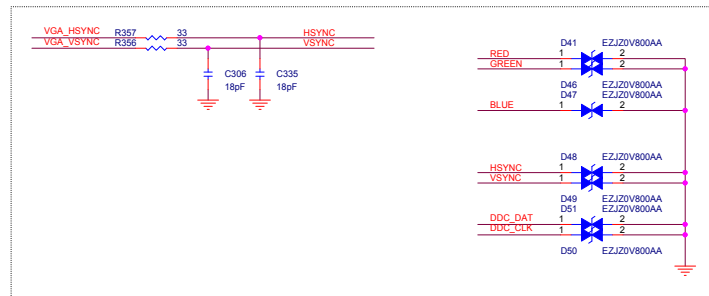 VGA_HSYNC R357 33 HSYNC
VGA_VSYNC R356 33 VSYNC
C306 C335
18pF 18pF
D41 EZJZ0V800AA
RED 1 2
GREEN 1 2
D46 EZJZ0V800AA
D47 EZJZ0V800AA
BLUE 1 2
D48 EZJZ0V800AA
HSYNC 1 2
VSYNC 1 2
D49 EZJZ0V800AA
D51 EZJZ0V800AA
DDC_DAT 1 2
DDC_CLK 1 2
D50 EZJZ0V800AA